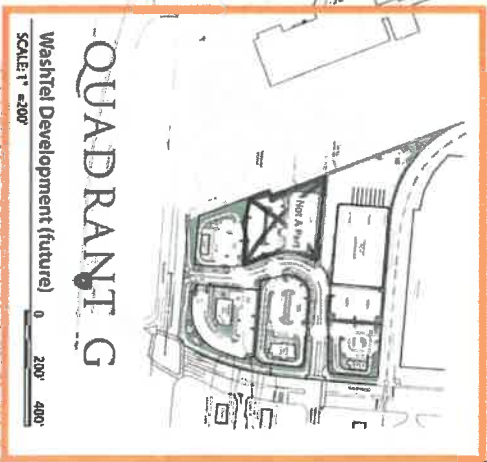 QUADRANT G
WashTel Development (future)
SCALE: 1" =200'
0 200' 400'
Not A Part